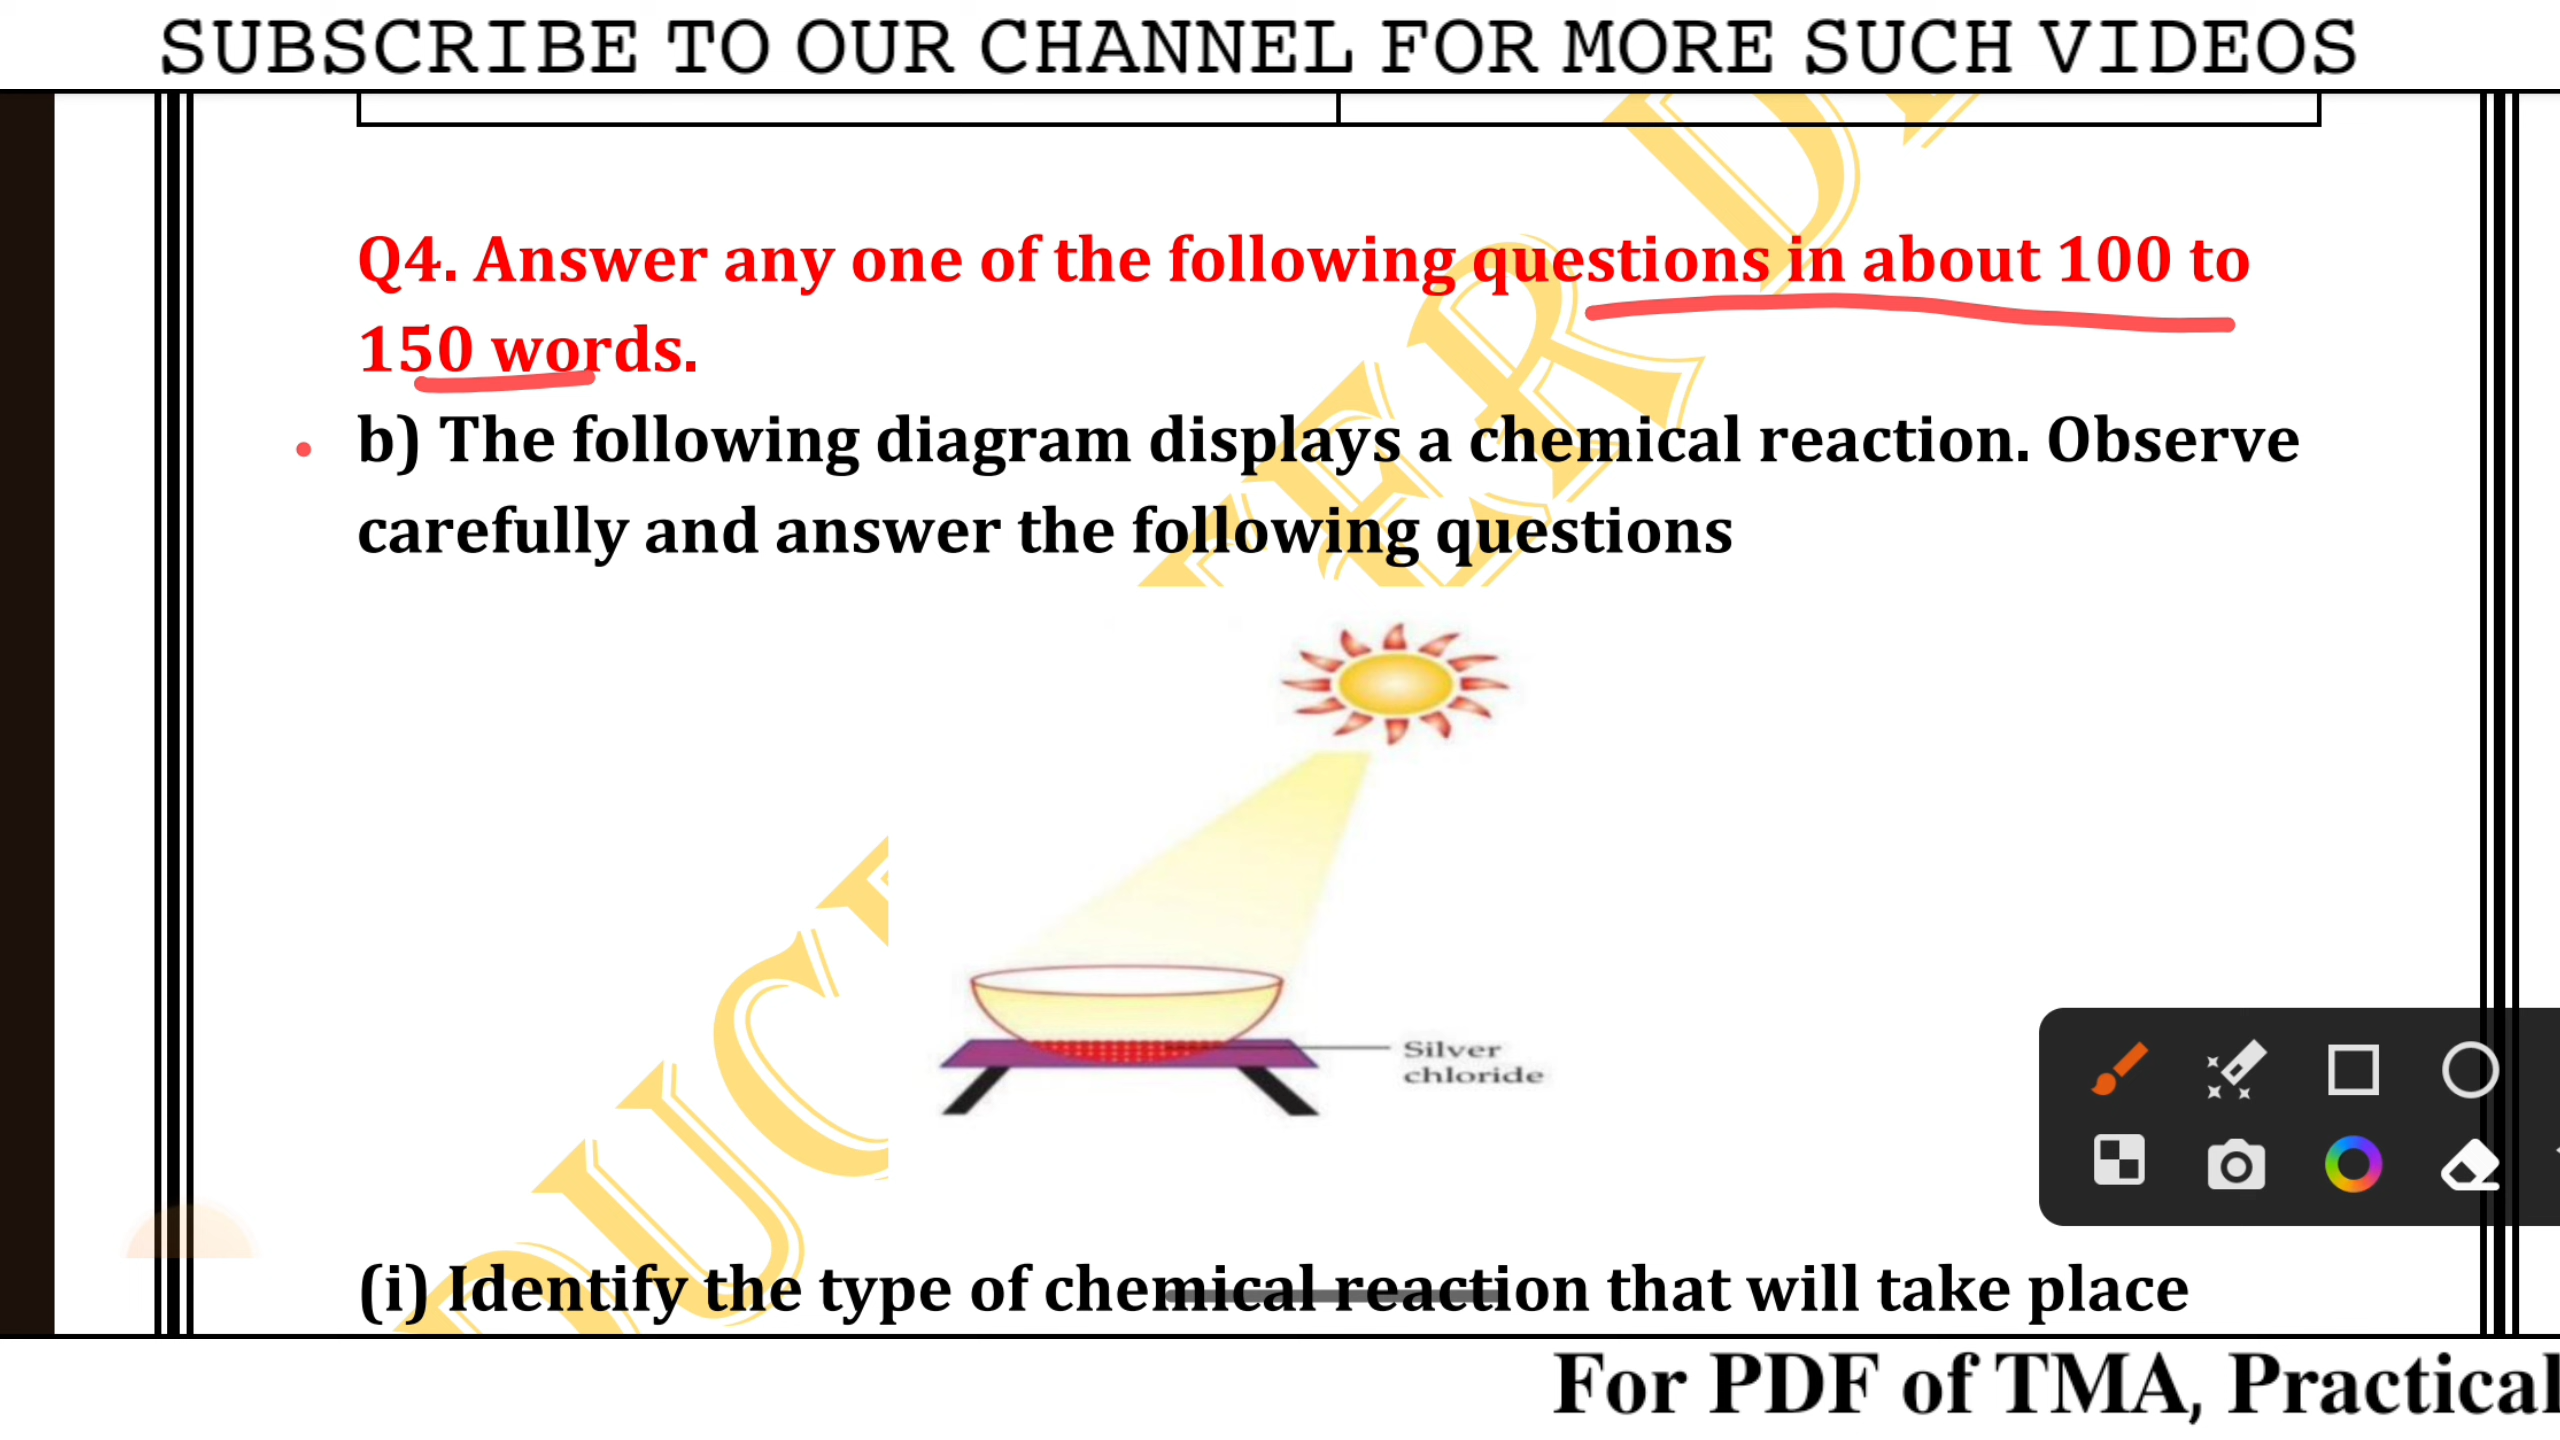 SUBSCRIBE TO OUR CHANNEL FOR MORE SUCH VIDEOS
Q4. Answer any one of the following questions in about 100 to
150 words.
b) The following diagram displays a chemical reaction. Observe
carefully and answer the following questions
Silver
chloride
(i) Identify the type of chemical reaction that will take place
For PDF of TMA, Practical